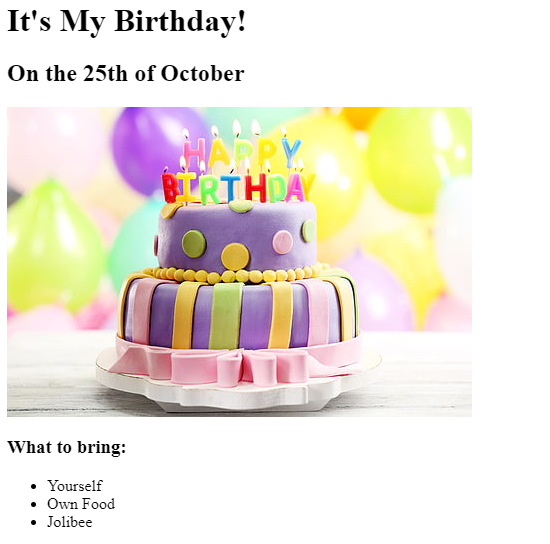 It's My Birthday!
On the 25th of October
HAPPY
BIRTHDAY
What to bring:
Yourself
Own Food
Jolibee